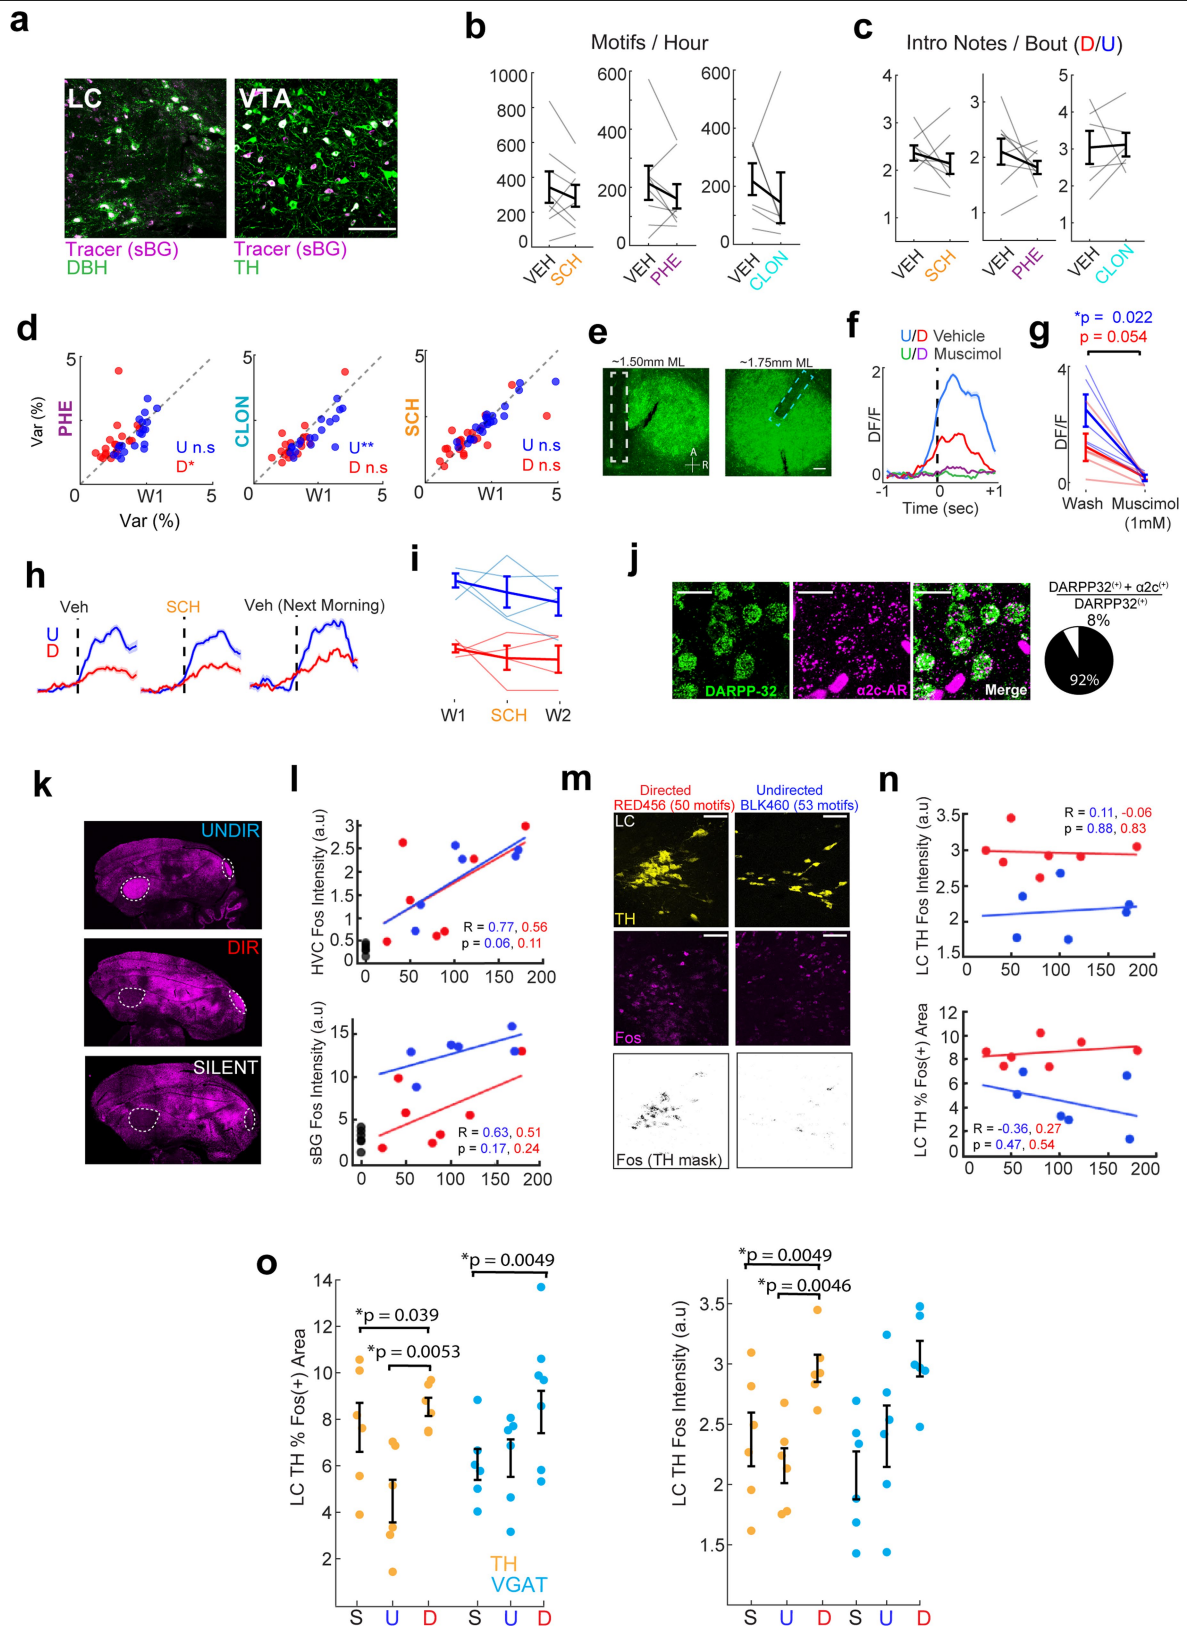 a
LC
VTA
Tracer (sBG)
DBH
Tracer (sBG)
TH
b
Motifs / Hour
1000
800
600
400
200
0
VEH
SCH
600
400
200
0
VEH
PHE
600
400
200
0
VEH
CLON
c
Intro Notes / Bout (D/U)
4
3
2
1
VEH
SCH
3
2
1
VEH
PHE
5
4
3
2
1
VEH
CLON
d
5
Var (%)
PHE
U n.s
D*
0
W1
5
0
Var (%)
5
CLON
U**
D n.s
0
W1
5
0
5
SCH
U n.s
D n.s
0
W1
5
0
e
~1.50mm ML
~1.75mm ML
A
R
f
U/D Vehicle
U/D Muscimol
2
DF/F
0
-1
0
+1
Time (sec)
g
*p = 0.022
p = 0.054
4
DF/F
0
Wash
Muscimol
(1mM)
h
Veh
SCH
Veh (Next Morning)
U
D
i
W1
SCH
W2
j
DARPP-32
α2c-AR
Merge
DARPP32(+) + α2c(+)
DARPP32(+)
8%
92%
k
UNDIR
DIR
SILENT
l
HVC Fos Intensity (a.u)
3
2.5
2
1.5
1
0.5
0
R = 0.77, 0.56
p = 0.06, 0.11
0
50
100
150
200
sBG Fos Intensity (a.u)
15
10
5
0
R = 0.63, 0.51
p = 0.17, 0.24
0
50
100
150
200
m
Directed
RED456 (50 motifs)
Undirected
BLK460 (53 motifs)
LC
TH
Fos
Fos (TH mask)
n
LC TH Fos Intensity (a.u)
3.5
3
2.5
2
1.5
R = 0.11, -0.06
p = 0.88, 0.83
0
50
100
150
200
LC TH % Fos(+) Area
12
10
8
6
4
2
0
R = -0.36, 0.27
p = 0.47, 0.54
0
50
100
150
200
o
LC TH % Fos(+) Area
14
12
10
8
6
4
2
*p = 0.039
*p = 0.0053
*p = 0.0049
TH
VGAT
S
U
D
S
U
D
LC TH Fos Intensity (a.u)
3.5
3
2.5
2
1.5
*p = 0.0049
*p = 0.0046
S
U
D
S
U
D